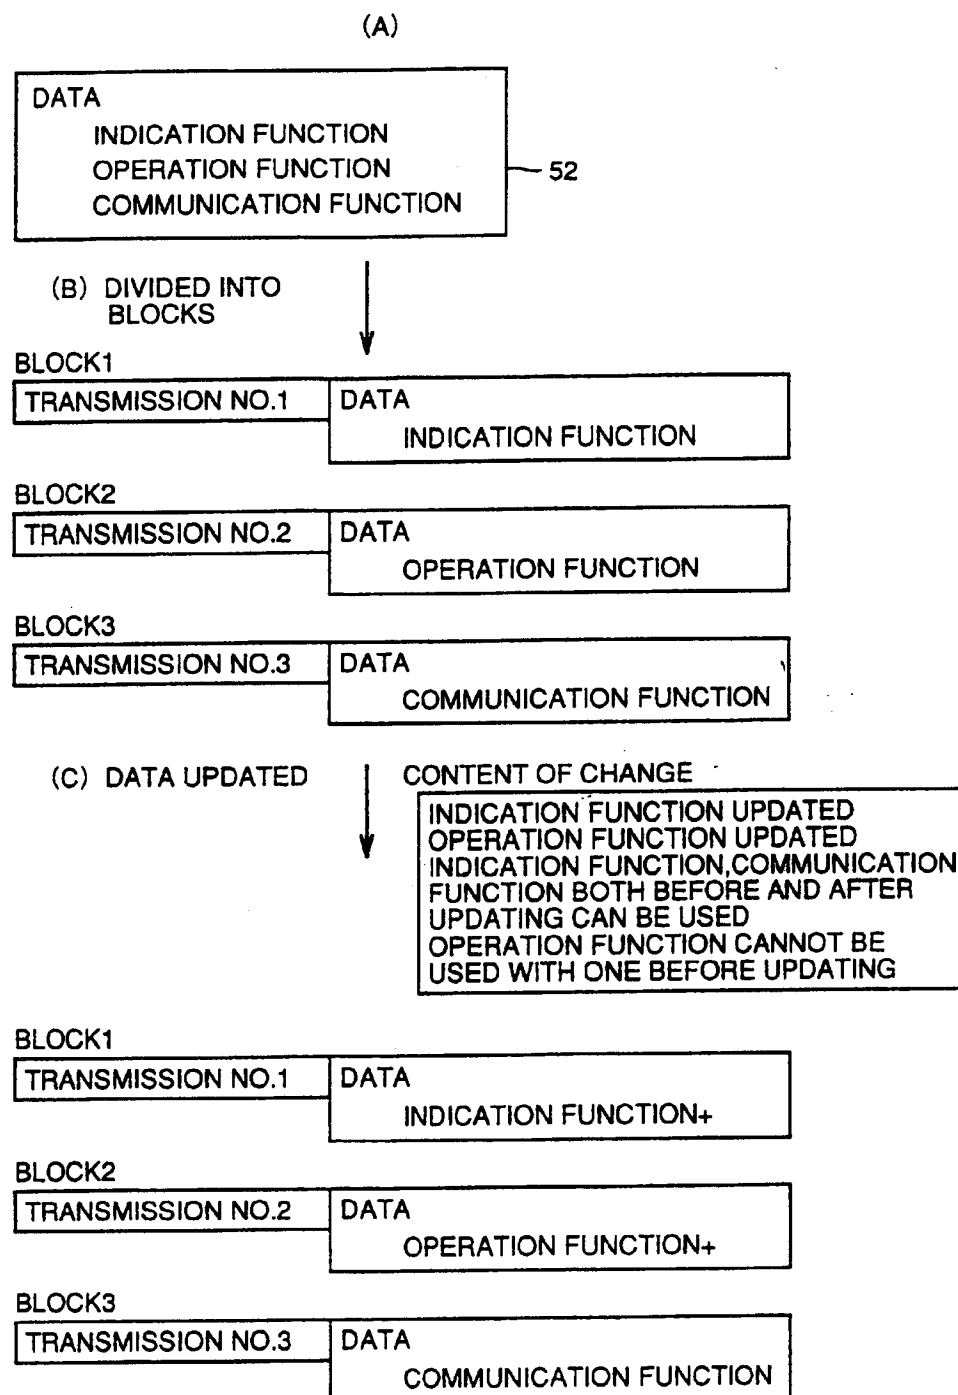 (A)
DATA
INDICATION FUNCTION
OPERATION FUNCTION
COMMUNICATION FUNCTION
52
(B) DIVIDED INTO
BLOCKS
BLOCK1
TRANSMISSION NO.1
DATA
INDICATION FUNCTION
BLOCK2
TRANSMISSION NO.2
DATA
OPERATION FUNCTION
BLOCK3
TRANSMISSION NO.3
DATA
COMMUNICATION FUNCTION
(C) DATA UPDATED
CONTENT OF CHANGE
INDICATION FUNCTION UPDATED
OPERATION FUNCTION UPDATED
INDICATION FUNCTION,COMMUNICATION
FUNCTION BOTH BEFORE AND AFTER
UPDATING CAN BE USED
OPERATION FUNCTION CANNOT BE
USED WITH ONE BEFORE UPDATING
BLOCK1
TRANSMISSION NO.1
DATA
INDICATION FUNCTION+
BLOCK2
TRANSMISSION NO.2
DATA
OPERATION FUNCTION+
BLOCK3
TRANSMISSION NO.3
DATA
COMMUNICATION FUNCTION